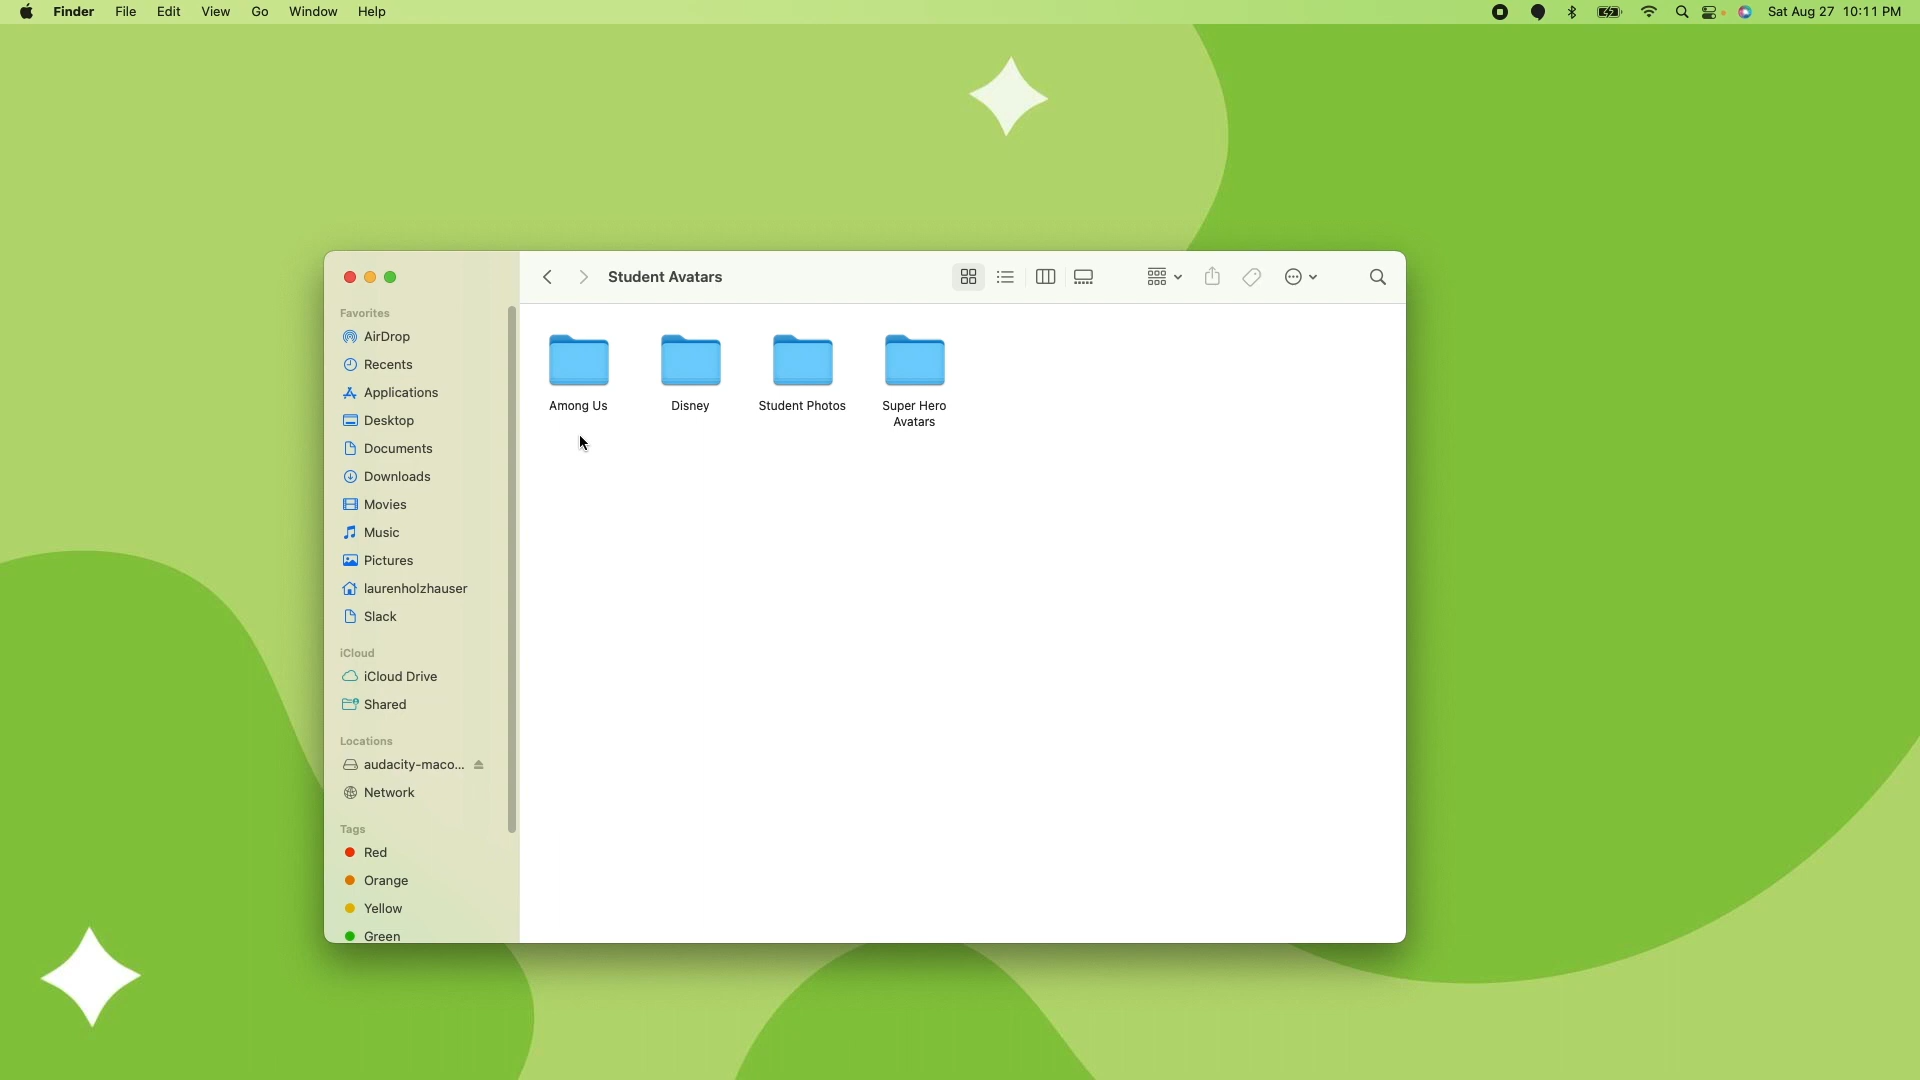 Finder File Edit View Go Window Help Sat Aug 27 10:11 PM
Student Avatars
Favorites
AirDrop
Recents
Applications
Desktop
Documents
Downloads
Movies
Music
Pictures
laurenholzhauser
Slack
iCloud
iCloud Drive
Shared
Locations
audacity-maco...
Network
Tags
Red
Orange
Yellow
Green
Among Us Disney Student Photos Super Hero
Avatars